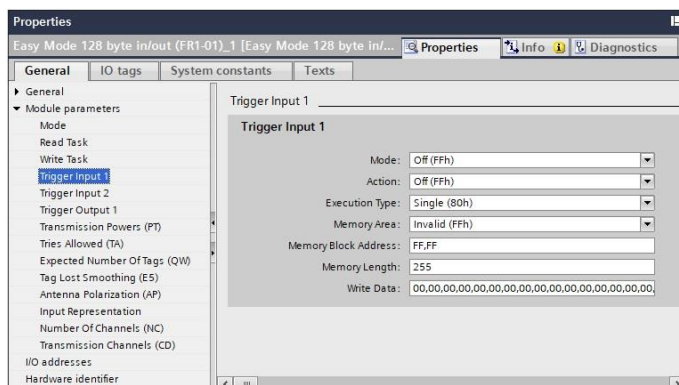 Properties
Easy Mode 128 byte in/out (FR1-01)_1 [Easy Mode 128 byte in/...
Properties
Info
Diagnostics
General
IO tags
System constants
Texts
General
Module parameters
Mode
Read Task
Write Task
Trigger Input 1
Trigger Input 2
Trigger Output 1
Transmission Powers (PT)
Tries Allowed (TA)
Expected Number Of Tags (QW)
Tag Lost Smoothing (E5)
Antenna Polarization (AP)
Input Representation
Number Of Channels (NC)
Transmission Channels (CD)
I/O addresses
Hardware identifier
Trigger Input 1
Trigger Input 1
Mode: Off (FFh)
Action: Off (FFh)
Execution Type: Single (80h)
Memory Area: Invalid (FFh)
Memory Block Address: FF,FF
Memory Length: 255
Write Data: 00,00,00,00,00,00,00,00,00,00,00,00,00,00,00,00,